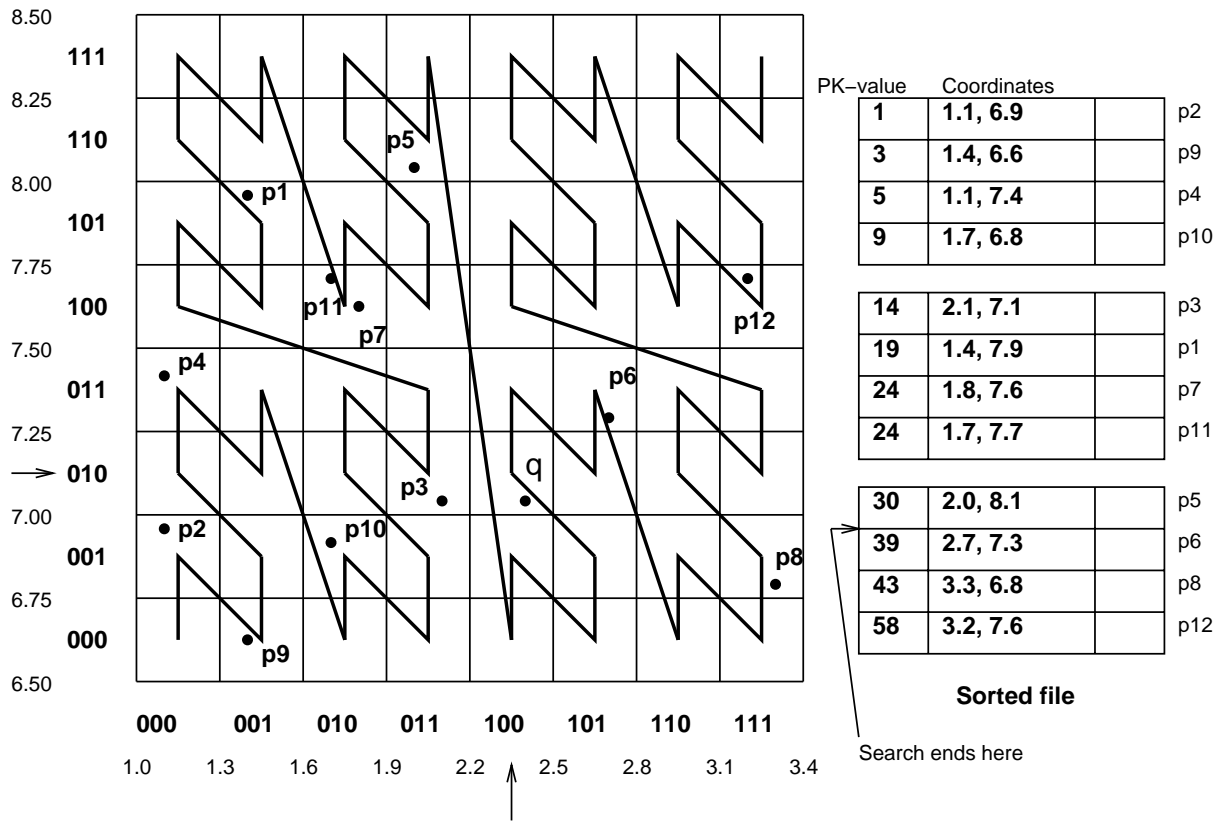 8.50
111
8.25
110
8.00
101
7.75
100
7.50
011
7.25
010
7.00
001
6.75
000
6.50
p5
p1
p11
p7
p12
p4
p6
p3
q
p2
p10
p8
p9
000 001 010 011 100 101 110 111
1.0 1.3 1.6 1.9 2.2 2.5 2.8 3.1 3.4
PK-value Coordinates
1 1.1, 6.9 p2
3 1.4, 6.6 p9
5 1.1, 7.4 p4
9 1.7, 6.8 p10
14 2.1, 7.1 p3
19 1.4, 7.9 p1
24 1.8, 7.6 p7
24 1.7, 7.7 p11
30 2.0, 8.1 p5
39 2.7, 7.3 p6
43 3.3, 6.8 p8
58 3.2, 7.6 p12
Sorted file
Search ends here